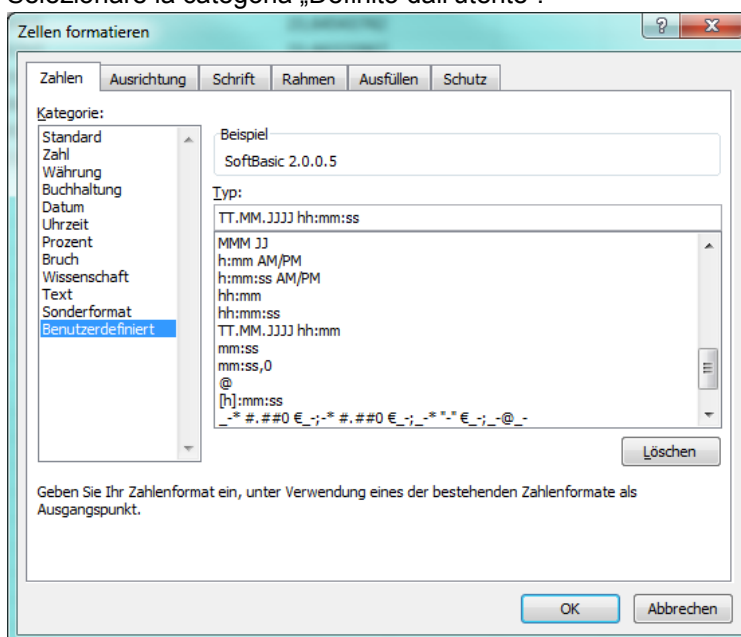 Selezionare la categoria „Definito dall'utente".
Zellen formatieren
Zahlen Ausrichtung Schrift Rahmen Ausfüllen Schutz
Kategorie:
Standard
Zahl
Währung
Buchhaltung
Datum
Uhrzeit
Prozent
Bruch
Wissenschaft
Text
Sonderformat
Benutzerdefiniert
Beispiel
SoftBasic 2.0.0.5
Typ:
TT.MM.JJJJ hh:mm:ss
MMM JJ
h:mm AM/PM
h:mm:ss AM/PM
hh:mm
hh:mm:ss
TT.MM.JJJJ hh:mm
mm:ss
mm:ss,0
@
[h]:mm:ss
_-* #.##0 €_-;-* #.##0 €_-;_-* "-" €_-;_-@_-
Löschen
Geben Sie Ihr Zahlenformat ein, unter Verwendung eines der bestehenden Zahlenformate als
Ausgangspunkt.
OK Abbrechen